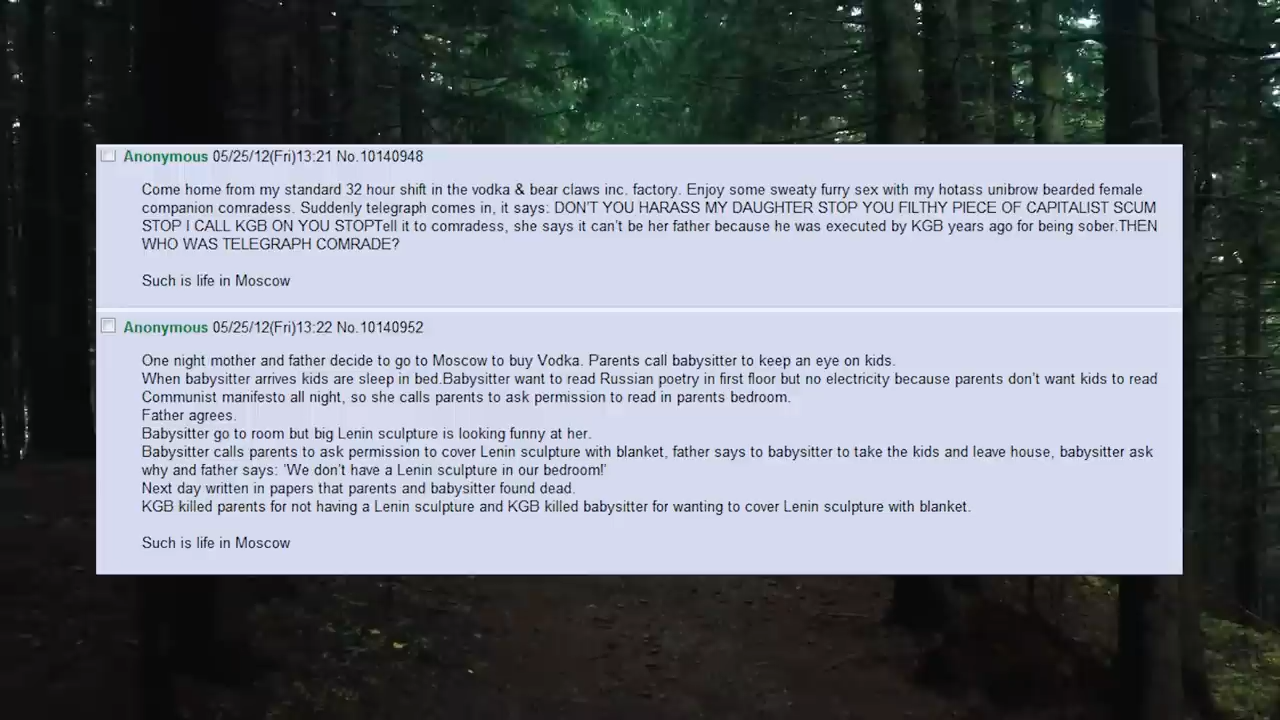 Anonymous 05/25/12(Fri)13:21 No.10140948
Come home from my standard 32 hour shift in the vodka & bear claws inc. factory. Enjoy some sweaty furry sex with my hotass unibrow bearded female
companion comradess. Suddenly telegraph comes in, it says: DON'T YOU HARASS MY DAUGHTER STOP YOU FILTHY PIECE OF CAPITALIST SCUM
STOP I CALL KGB ON YOU STOPTell it to comradess, she says it can't be her father because he was executed by KGB years ago for being sober.THEN
WHO WAS TELEGRAPH COMRADE?
Such is life in Moscow
Anonymous 05/25/12(Fri)13:22 No.10140952
One night mother and father decide to go to Moscow to buy Vodka. Parents call babysitter to keep an eye on kids.
When babysitter arrives kids are sleep in bed.Babysitter want to read Russian poetry in first floor but no electricity because parents don't want kids to read
Communist manifesto all night, so she calls parents to ask permission to read in parents bedroom.
Father agrees.
Babysitter go to room but big Lenin sculpture is looking funny at her.
Babysitter calls parents to ask permission to cover Lenin sculpture with blanket, father says to babysitter to take the kids and leave house, babysitter ask
why and father says: 'We don't have a Lenin sculpture in our bedroom!'
Next day written in papers that parents and babysitter found dead.
KGB killed parents for not having a Lenin sculpture and KGB killed babysitter for wanting to cover Lenin sculpture with blanket.
Such is life in Moscow